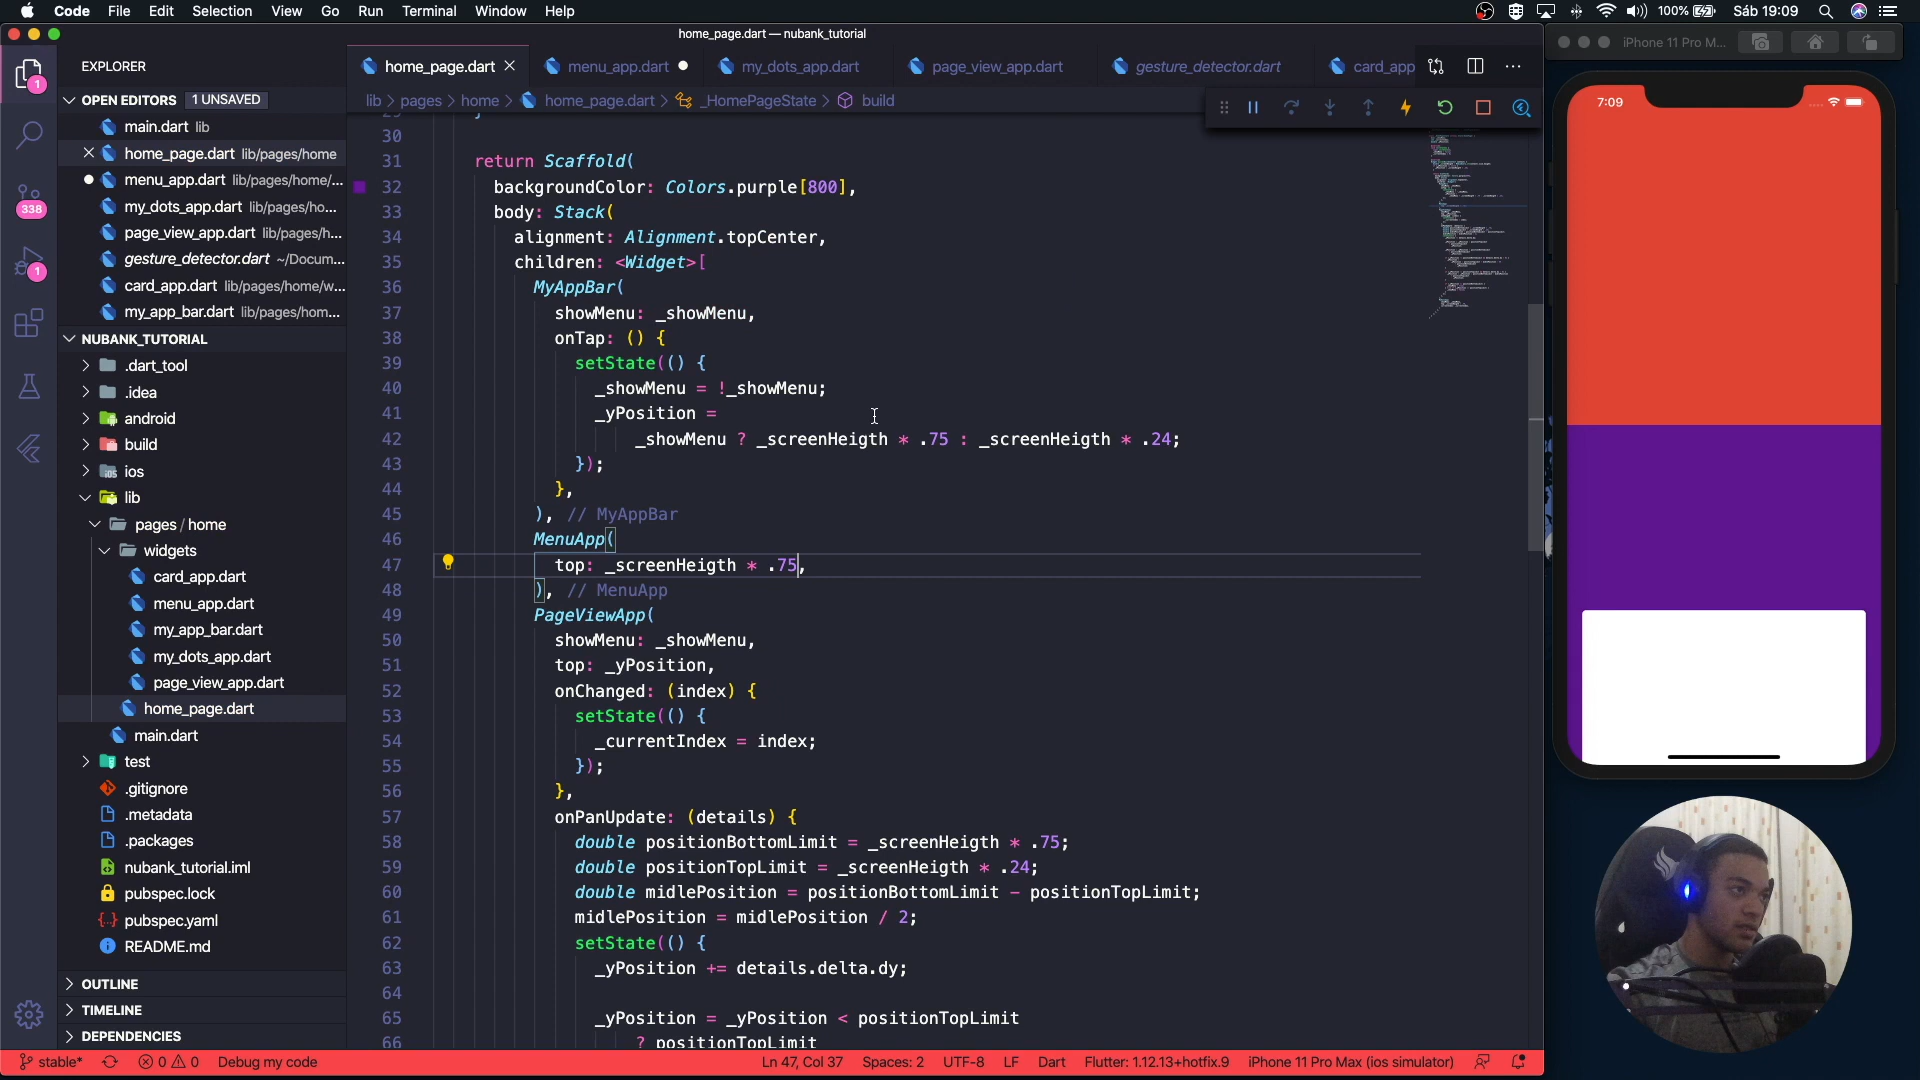 Code File Edit Selection View Go Run Terminal Window Help
100% Sáb 19:09
home_page.dart — nubank_tutorial
iPhone 11 Pro M...
EXPLORER
home_page.dart
menu_app.dart
my_dots_app.dart
page_view_app.dart
gesture_detector.dart
card_app
OPEN EDITORS 1 UNSAVED
lib > pages > home > home_page.dart > _HomePageState > build
main.dart lib
home_page.dart lib/pages/home
menu_app.dart lib/pages/home/...
my_dots_app.dart lib/pages/ho...
page_view_app.dart lib/pages/h...
gesture_detector.dart ~/Docum...
card_app.dart lib/pages/home/w...
my_app_bar.dart lib/pages/hom...
1
338
1
NUBANK_TUTORIAL
.dart_tool
.idea
android
build
ios
lib
pages / home
widgets
card_app.dart
menu_app.dart
my_app_bar.dart
my_dots_app.dart
page_view_app.dart
home_page.dart
main.dart
test
.gitignore
.metadata
.packages
nubank_tutorial.iml
pubspec.lock
pubspec.yaml
README.md
OUTLINE
TIMELINE
DEPENDENCIES
30
31 return Scaffold(
32 backgroundColor: Colors.purple[800],
33 body: Stack(
34 alignment: Alignment.topCenter,
35 children: <Widget>[
36 MyAppBar(
37 showMenu: _showMenu,
38 onTap: () {
39 setState(() {
40 _showMenu = !_showMenu;
41 _yPosition =
42 _showMenu ? _screenHeigth * .75 : _screenHeigth * .24;
43 });
44 },
45 ), // MyAppBar
46 MenuApp(
47 top: _screenHeigth * .75,
48 ), // MenuApp
49 PageViewApp(
50 showMenu: _showMenu,
51 top: _yPosition,
52 onChanged: (index) {
53 setState(() {
54 _currentIndex = index;
55 });
56 },
57 onPanUpdate: (details) {
58 double positionBottomLimit = _screenHeigth * .75;
59 double positionTopLimit = _screenHeigth * .24;
60 double midlePosition = positionBottomLimit - positionTopLimit;
61 midlePosition = midlePosition / 2;
62 setState(() {
63 _yPosition += details.delta.dy;
64
65 _yPosition = _yPosition < positionTopLimit
66 ? positionTopLimit
7:09
stable* 0 0 Debug my code
Ln 47, Col 37 Spaces: 2 UTF-8 LF Dart Flutter: 1.12.13+hotfix.9 iPhone 11 Pro Max (ios simulator)